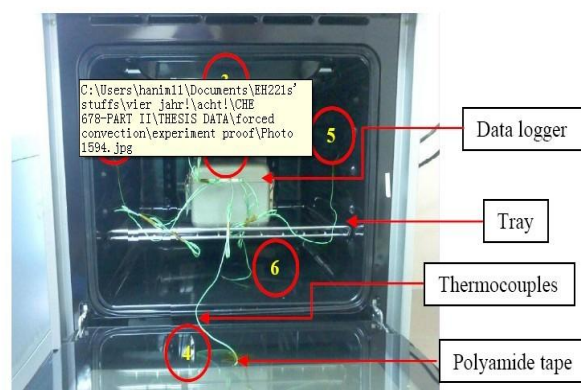 C:\Users\hanim11\Documents\EH221s'
stuffs\vier jahr!\acht!\CHE
678-PART II\THESIS DATA\forced
convection\experiment proof\Photo
1594.jpg
5
Data logger
Tray
6
Thermocouples
4
Polyamide tape